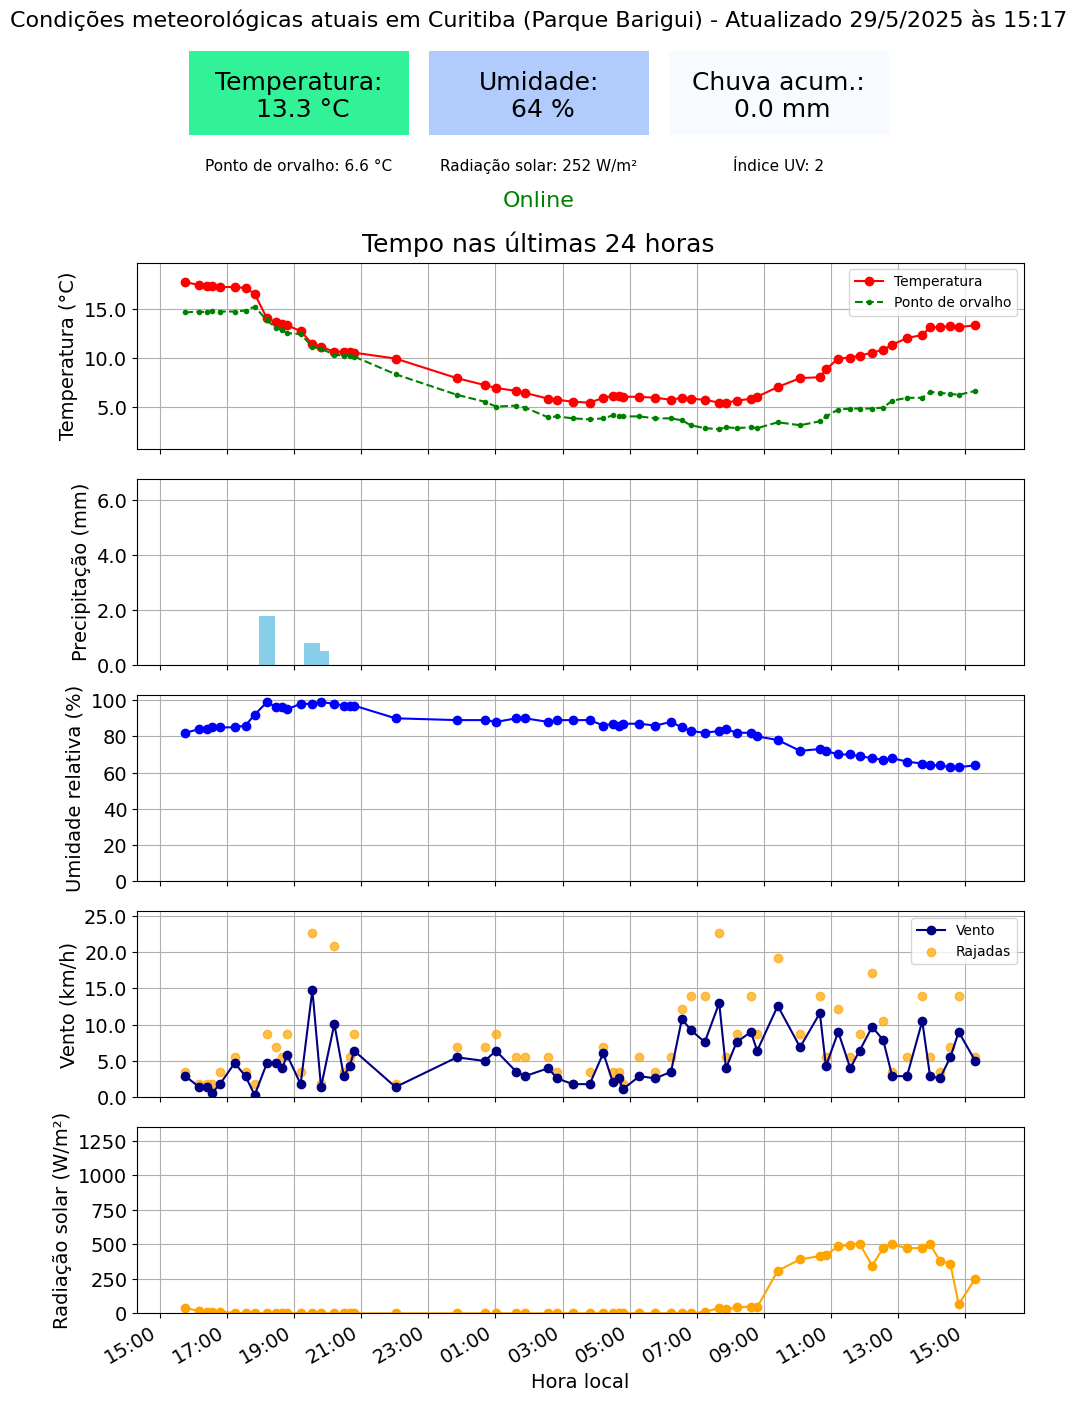 Condições meteorológicas atuais em Curitiba (Parque Barigui) - Atualizado 29/5/2025 às 15:17
Temperatura:
13.3 °C
Umidade:
64 %
Chuva acum.:
0.0 mm
Ponto de orvalho: 6.6 °C
Radiação solar: 252 W/m²
Índice UV: 2
Online
Tempo nas últimas 24 horas
Temperatura (°C)
15.0
10.0
5.0
Temperatura
Ponto de orvalho
Precipitação (mm)
6.0
4.0
2.0
0.0
Umidade relativa (%)
100
80
60
40
20
0
Vento (km/h)
25.0
20.0
15.0
10.0
5.0
0.0
Vento
Rajadas
Radiação solar (W/m²)
1250
1000
750
500
250
0
15:00
17:00
19:00
21:00
23:00
01:00
03:00
05:00
07:00
09:00
11:00
13:00
15:00
Hora local